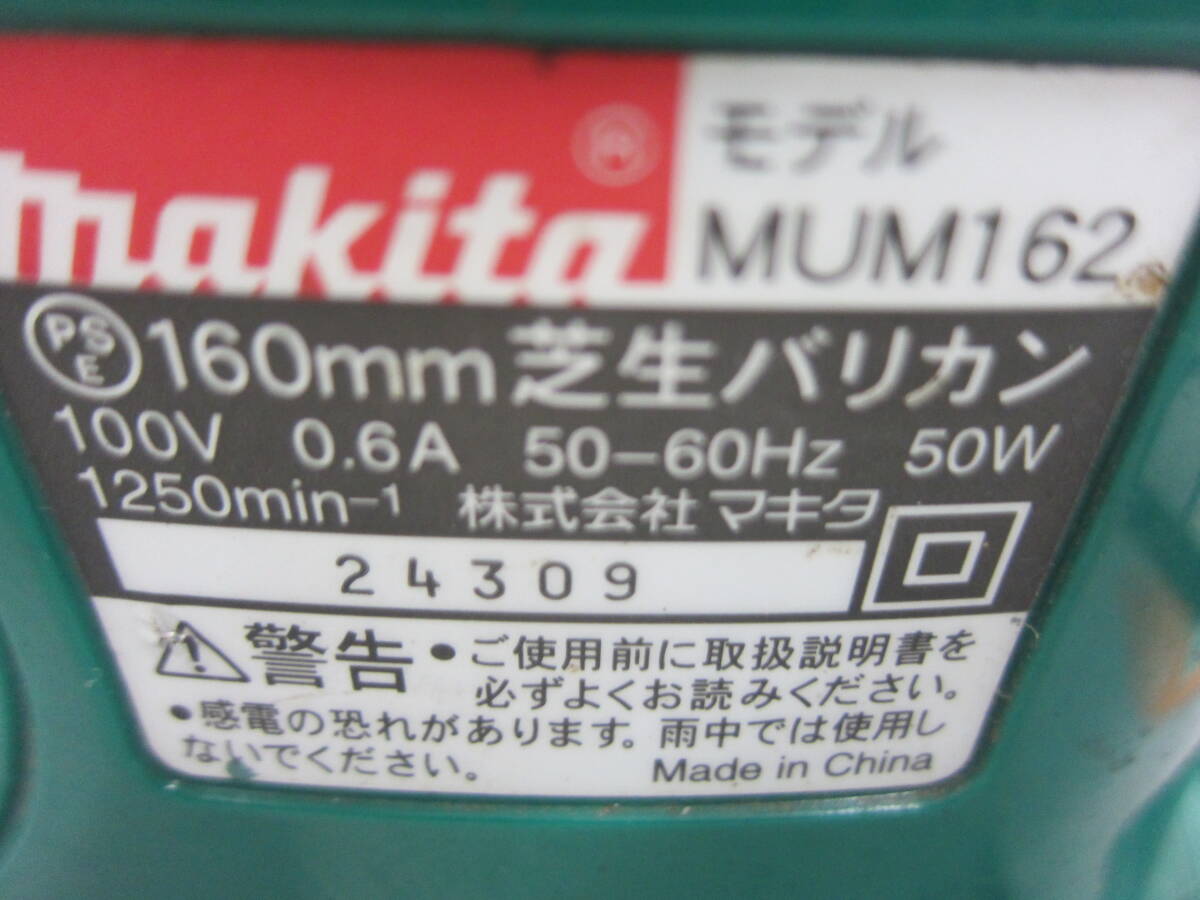 makita
モデル
MUM162
PSE 160mm 芝生バリカン
100V 0.6A 50-60Hz 50W
1250min-1 株式会社 マキタ
24309
警告 •ご使用前に取扱説明書を
必ずよくお読みください。
•感電の恐れがあります。雨中では使用し
ないでください。
Made in China